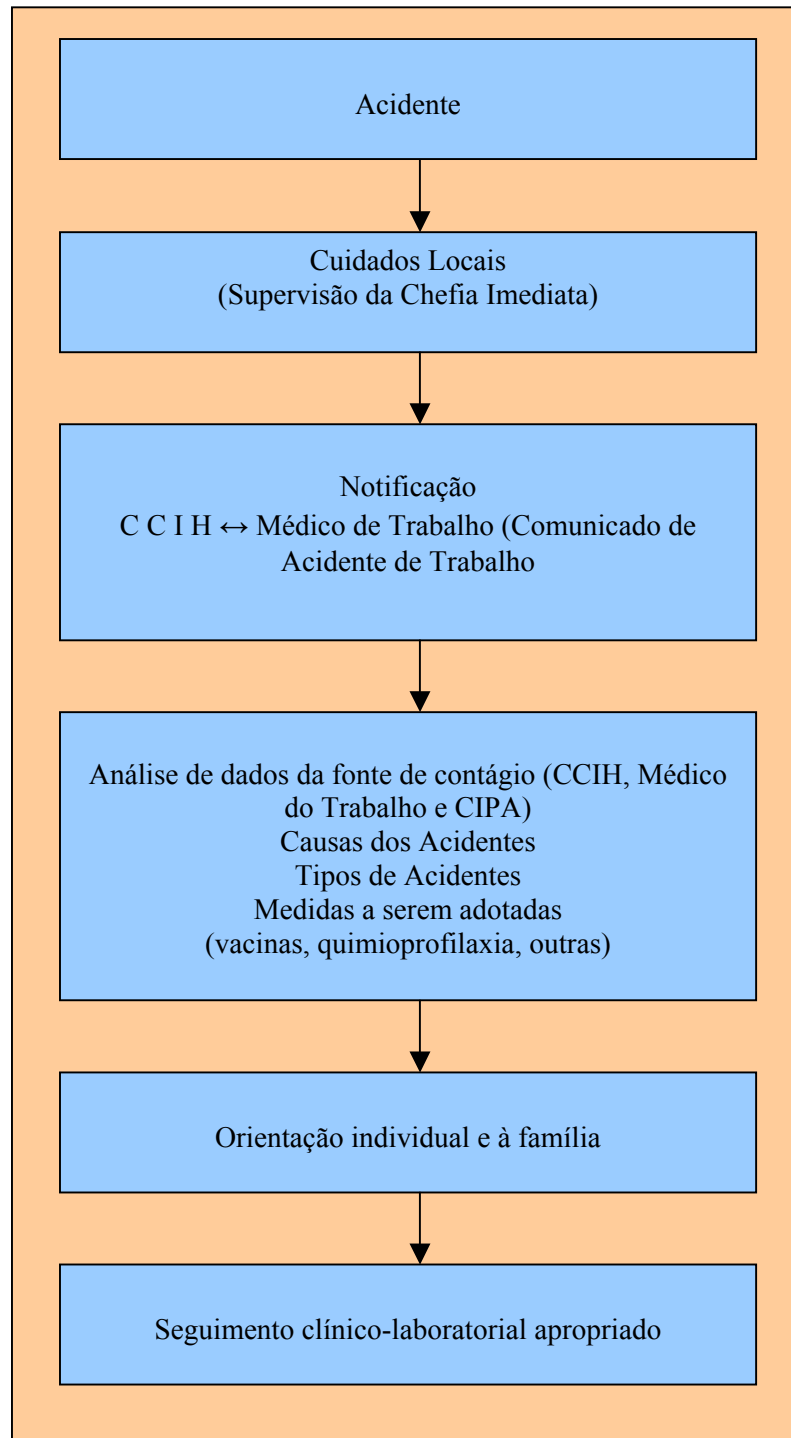 Acidente
Cuidados Locais
(Supervisão da Chefia Imediata)
Notificação
C C I H ↔ Médico de Trabalho (Comunicado de
Acidente de Trabalho
Análise de dados da fonte de contágio (CCIH, Médico
do Trabalho e CIPA)
Causas dos Acidentes
Tipos de Acidentes
Medidas a serem adotadas
(vacinas, quimioprofilaxia, outras)
Orientação individual e à família
Seguimento clínico-laboratorial apropriado